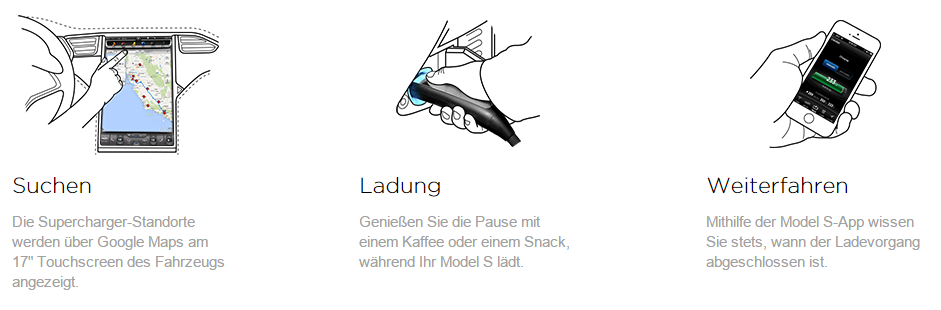 Suchen
Die Supercharger-Standorte
werden über Google Maps am
17" Touchscreen des Fahrzeugs
angezeigt.
Ladung
Genießen Sie die Pause mit
einem Kaffee oder einem Snack,
während Ihr Model S lädt.
Weiterfahren
Mithilfe der Model S-App wissen
Sie stets, wann der Ladevorgang
abgeschlossen ist.